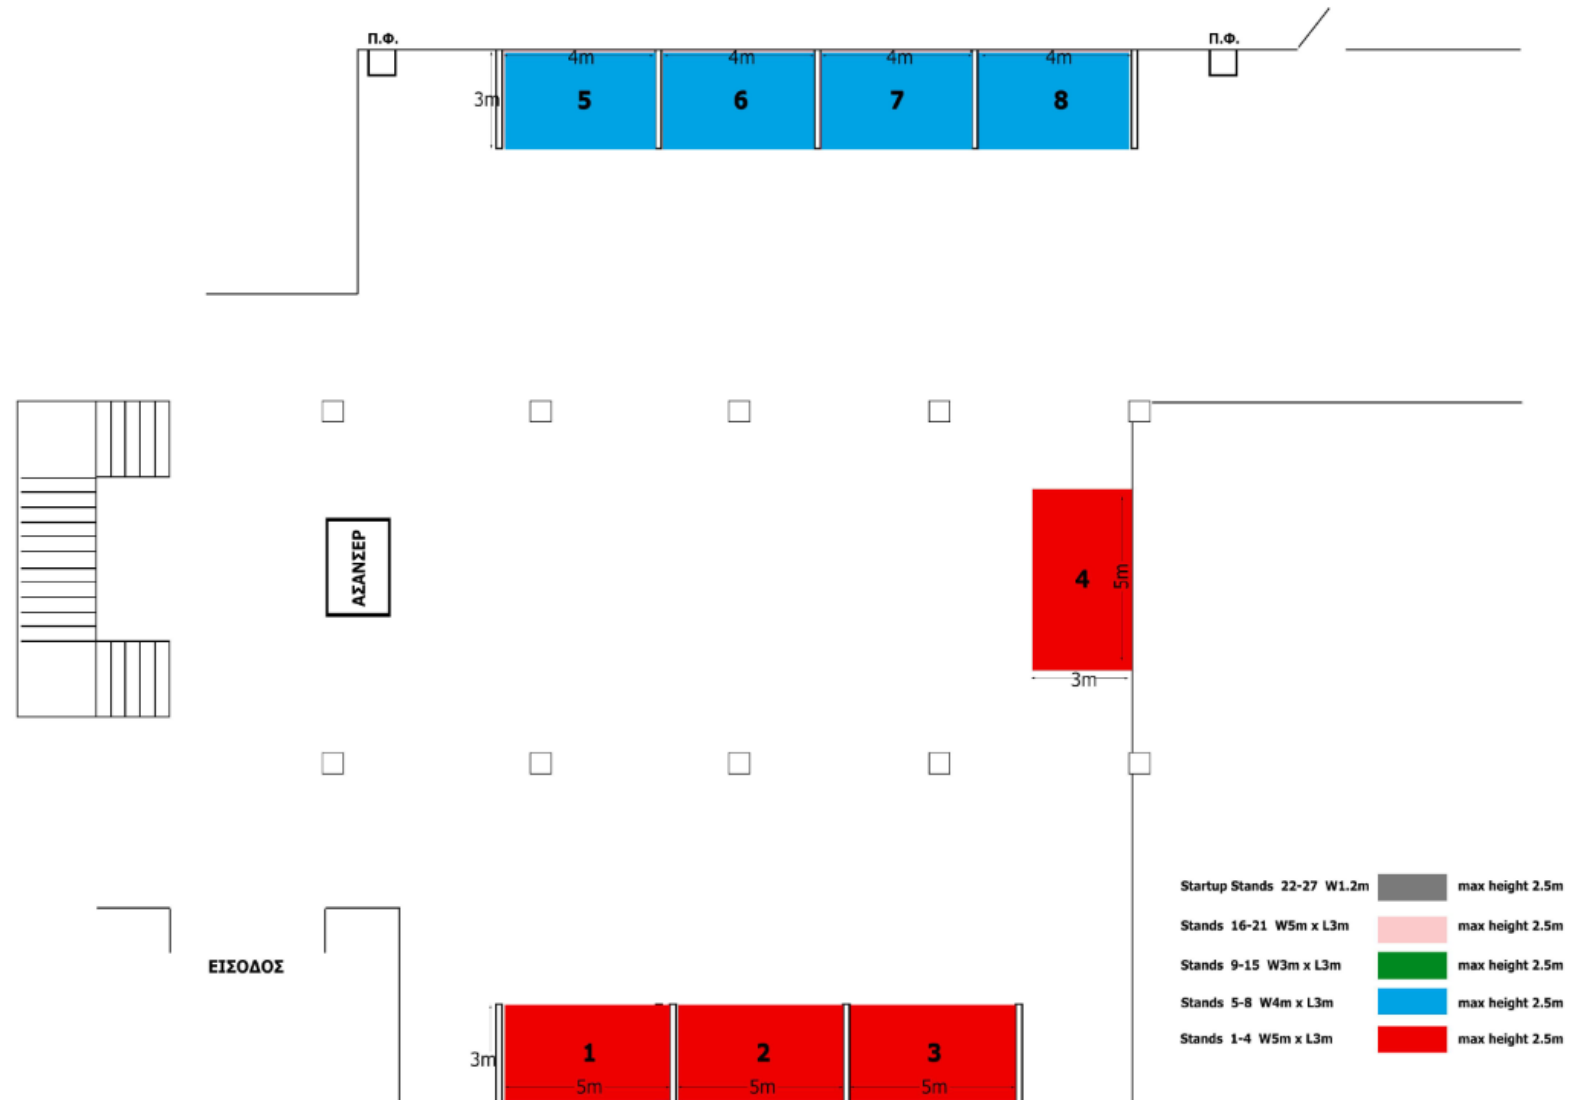 Π.Φ.
Π.Φ.
4m
4m
4m
4m
3m
5
6
7
8
ΑΣΑΝΣΕΡ
4
5m
3m
Startup Stands 22-27 W1.2m
max height 2.5m
Stands 16-21 W5m x L3m
max height 2.5m
Stands 9-15 W3m x L3m
max height 2.5m
Stands 5-8 W4m x L3m
max height 2.5m
Stands 1-4 W5m x L3m
max height 2.5m
ΕΙΣΟΔΟΣ
3m
1
2
3
5m
5m
5m